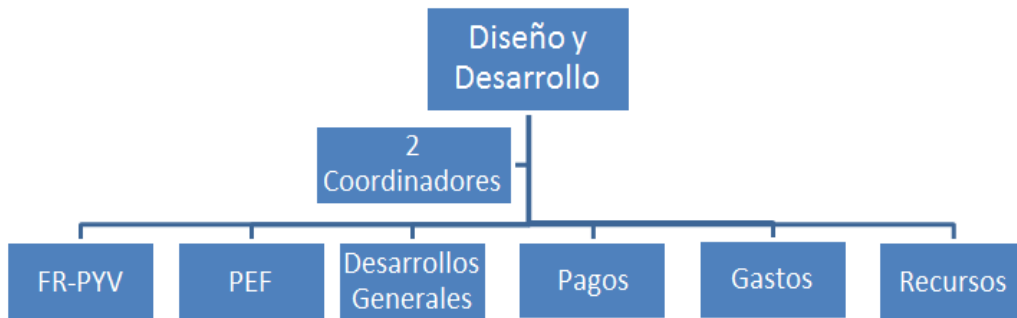 Diseño y
Desarrollo
2
Coordinadores
FR-PYV
PEF
Desarrollos
Generales
Pagos
Gastos
Recursos